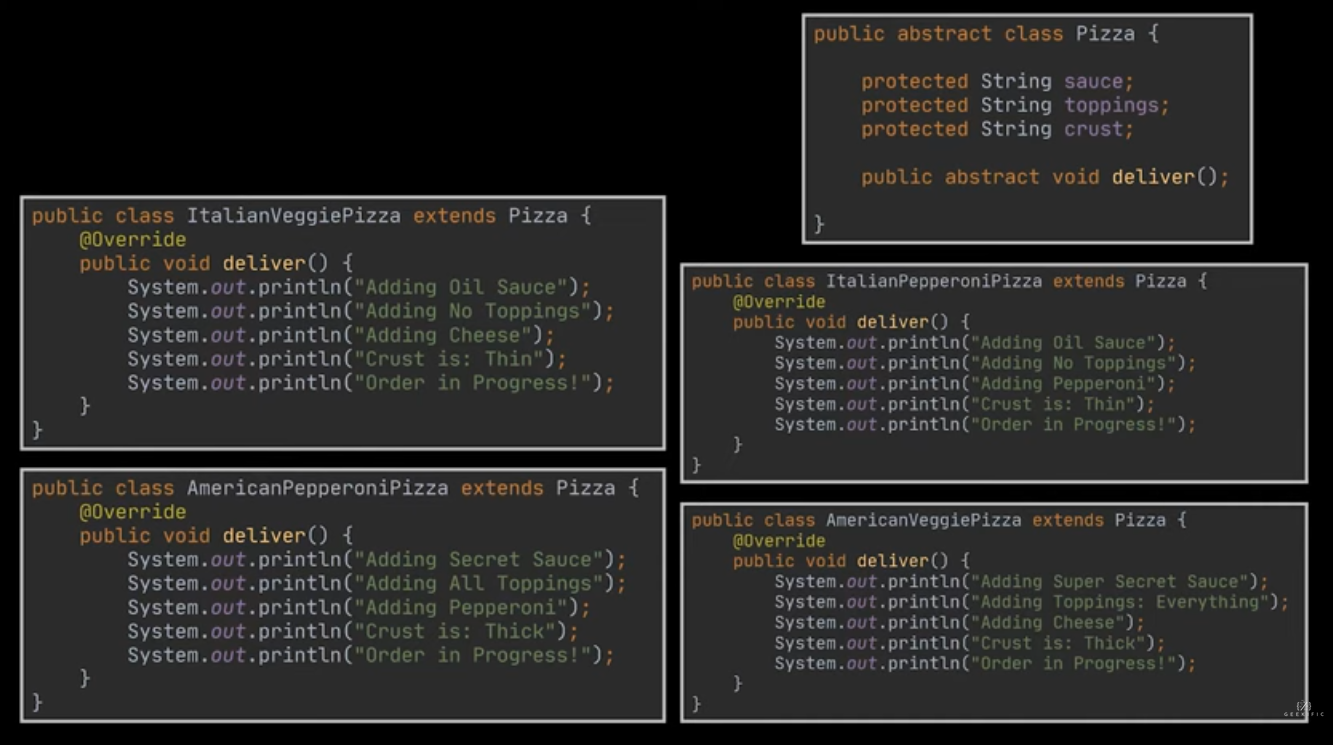 public abstract class Pizza {
protected String sauce;
protected String toppings;
protected String crust;
public abstract void deliver();
}
public class ItalianVeggiePizza extends Pizza {
@Override
public void deliver() {
System.out.println("Adding Oil Sauce");
System.out.println("Adding No Toppings");
System.out.println("Adding Cheese");
System.out.println("Crust is: Thin");
System.out.println("Order in Progress!");
}
}
public class ItalianPepperoniPizza extends Pizza {
@Override
public void deliver() {
System.out.println("Adding Oil Sauce");
System.out.println("Adding No Toppings");
System.out.println("Adding Pepperoni");
System.out.println("Crust is: Thin");
System.out.println("Order in Progress!");
}
}
public class AmericanPepperoniPizza extends Pizza {
@Override
public void deliver() {
System.out.println("Adding Secret Sauce");
System.out.println("Adding All Toppings");
System.out.println("Adding Pepperoni");
System.out.println("Crust is: Thick");
System.out.println("Order in Progress!");
}
}
public class AmericanVeggiePizza extends Pizza {
@Override
public void deliver() {
System.out.println("Adding Super Secret Sauce");
System.out.println("Adding Toppings: Everything");
System.out.println("Adding Cheese");
System.out.println("Crust is: Thick");
System.out.println("Order in Progress!");
}
}
GEEKIFIC